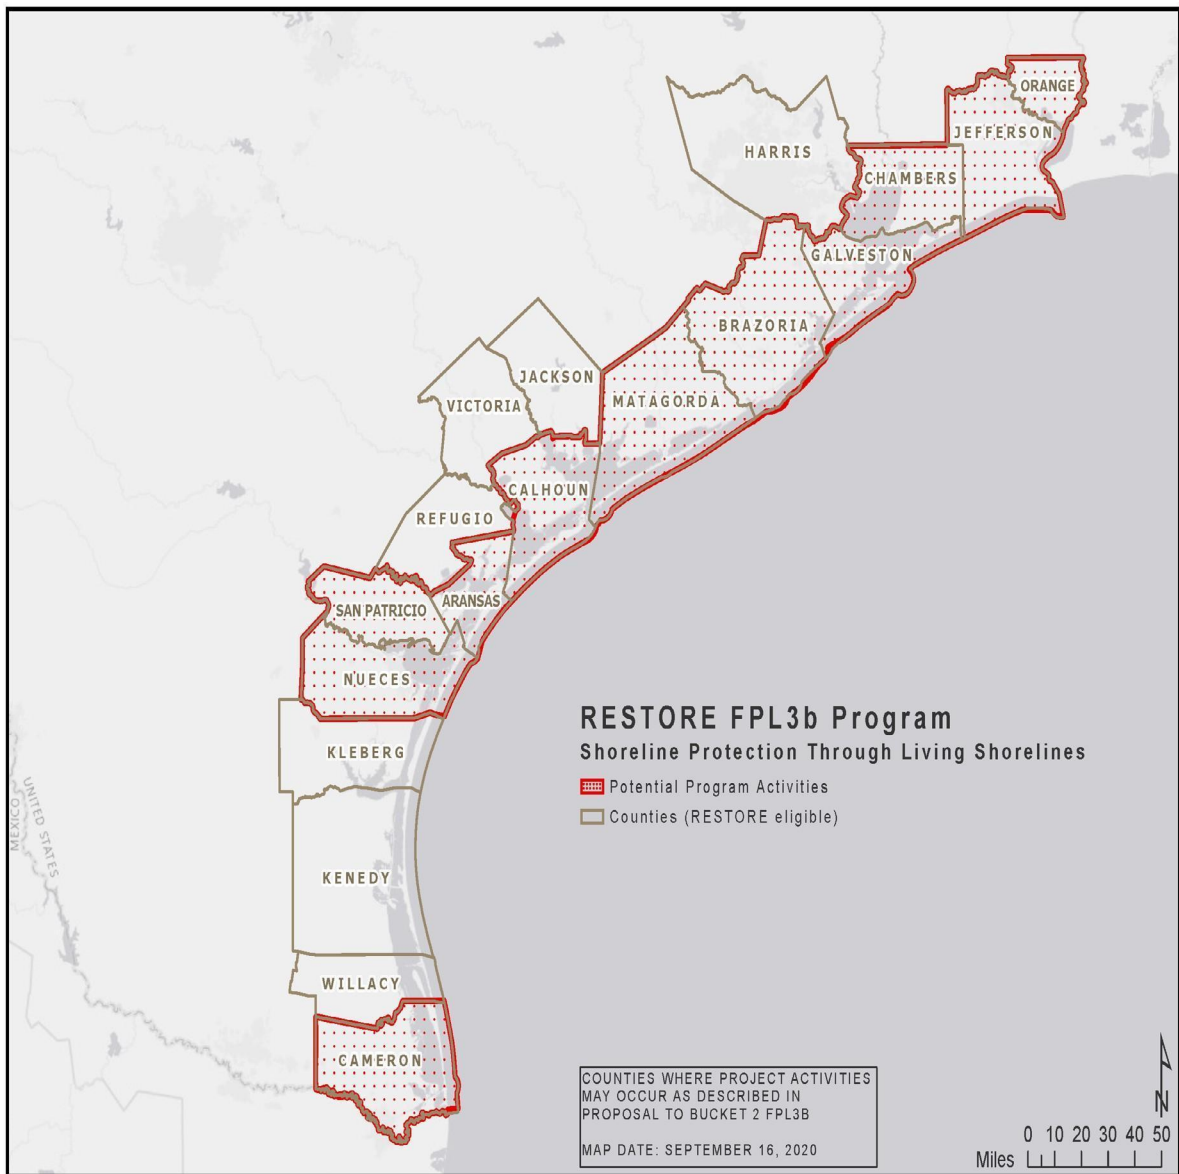 ORANGE
JEFFERSON
HARRIS
CHAMBERS
GALVESTON
BRAZORIA
JACKSON
MATAGORDA
VICTORIA
CALHOUN
REFUGIO
ARANSAS
SAN PATRICIO
NUECES
RESTORE FPL3b Program
Shoreline Protection Through Living Shorelines
Potential Program Activities
Counties (RESTORE eligible)
KLEBERG
MEXICO
UNITED STATES
KENEDY
WILLACY
CAMERON
COUNTIES WHERE PROJECT ACTIVITIES
MAY OCCUR AS DESCRIBED IN
PROPOSAL TO BUCKET 2 FPL3B
MAP DATE: SEPTEMBER 16, 2020
N
0 10 20 30 40 50
Miles